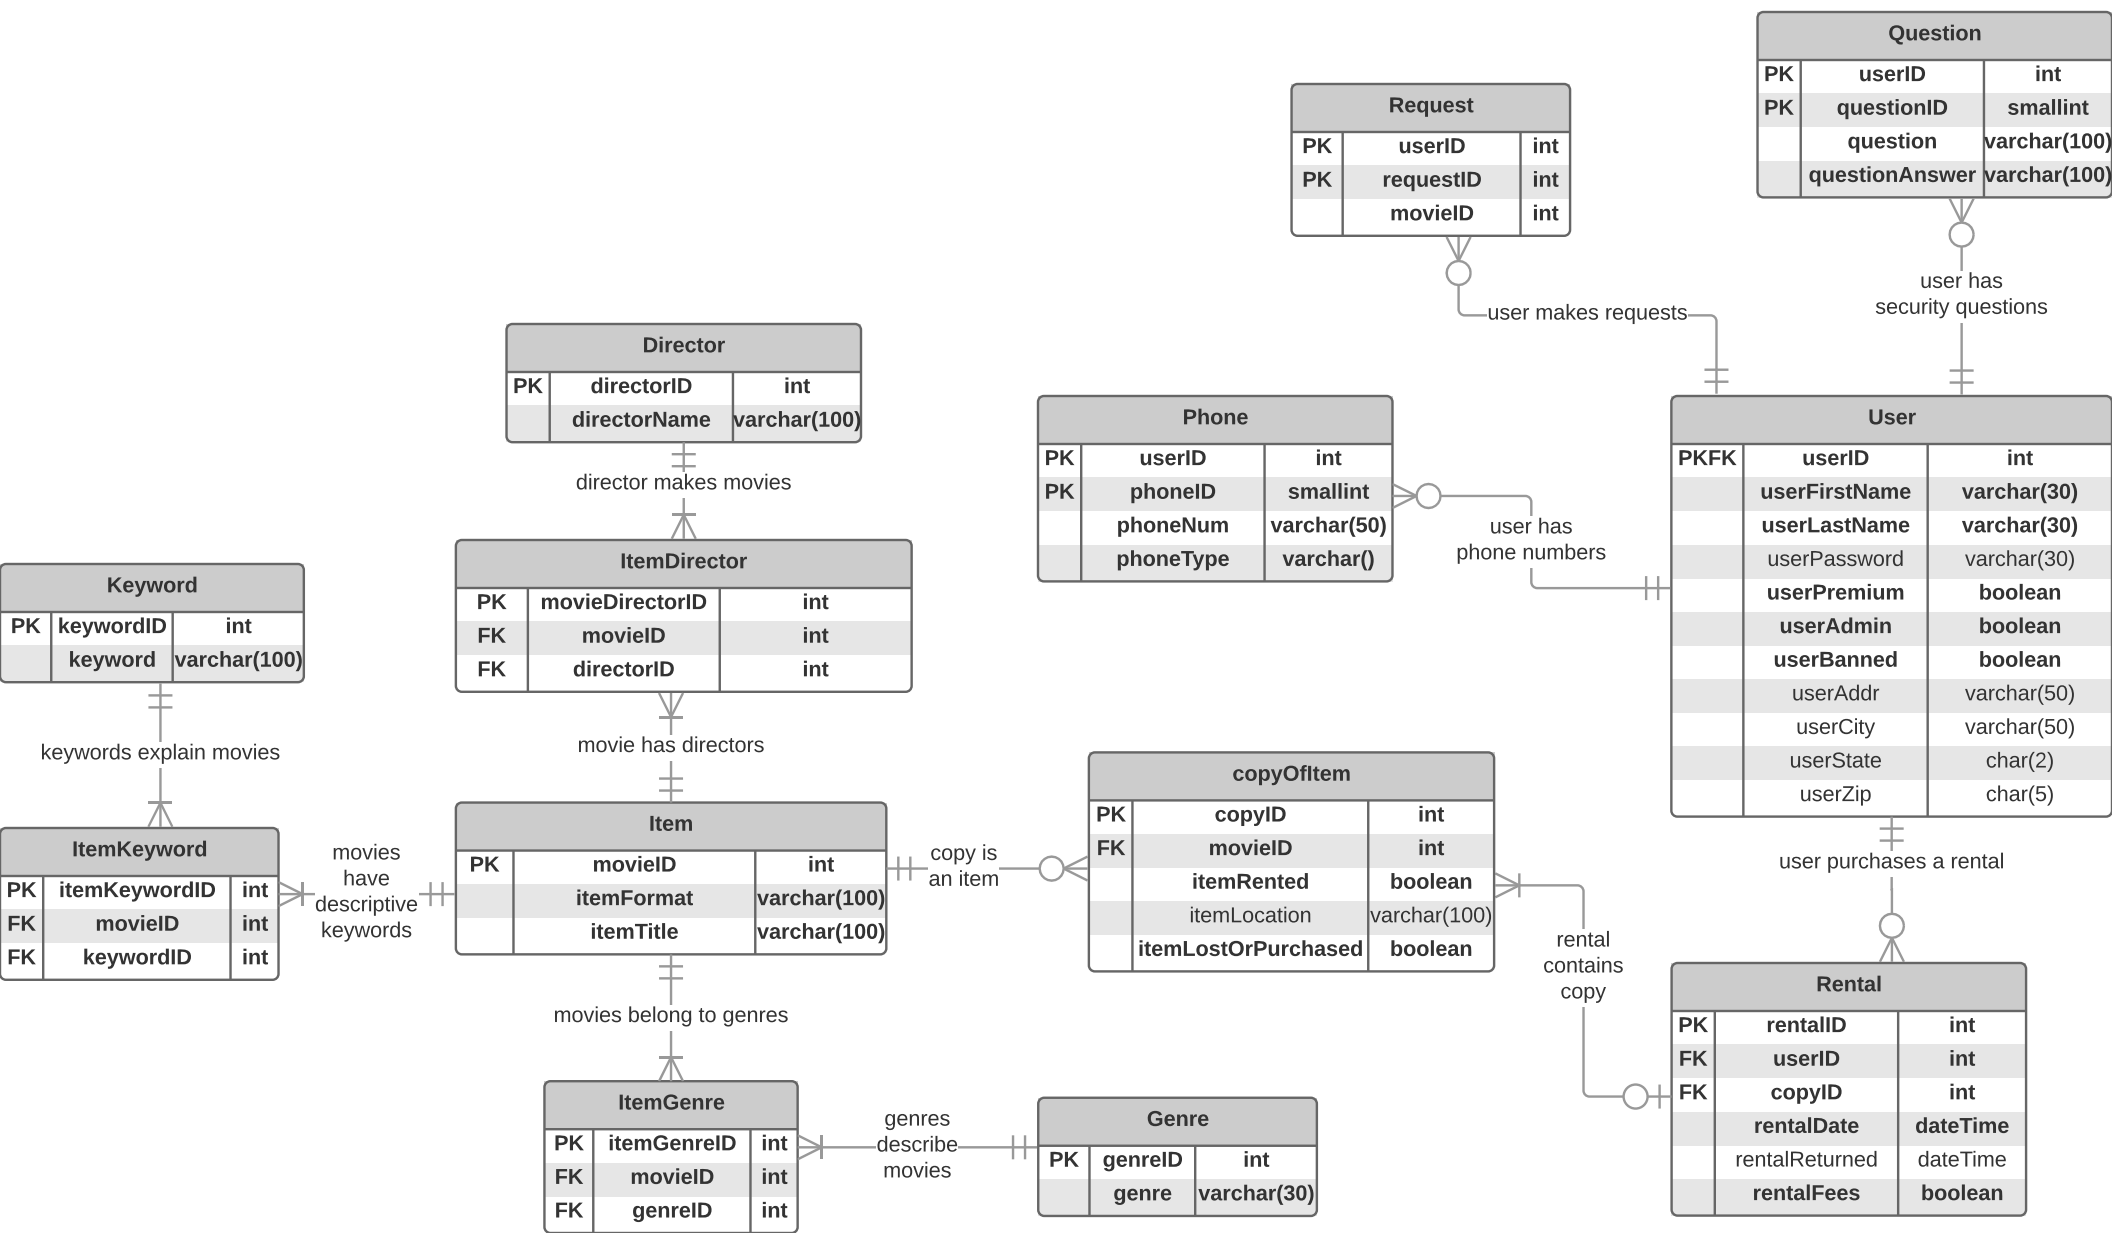 Question
PK userID int
PK questionID smallint
question varchar(100)
questionAnswer varchar(100)
Request
PK userID int
PK requestID int
movieID int
user has
security questions
user makes requests
Director
PK directorID int
directorName varchar(100)
director makes movies
Phone
PK userID int
PK phoneID smallint
phoneNum varchar(50)
phoneType varchar()
user has
phone numbers
User
PKFK userID int
userFirstName varchar(30)
userLastName varchar(30)
userPassword varchar(30)
userPremium boolean
userAdmin boolean
userBanned boolean
userAddr varchar(50)
userCity varchar(50)
userState char(2)
userZip char(5)
ItemDirector
PK movieDirectorID int
FK movieID int
FK directorID int
movie has directors
Keyword
PK keywordID int
keyword varchar(100)
keywords explain movies
ItemKeyword
PK itemKeywordID int
FK movieID int
FK keywordID int
movies
have
descriptive
keywords
Item
PK movieID int
itemFormat varchar(100)
itemTitle varchar(100)
copy is
an item
copyOfItem
PK copyID int
FK movieID int
itemRented boolean
itemLocation varchar(100)
itemLostOrPurchased boolean
rental
contains
copy
user purchases a rental
Rental
PK rentalID int
FK userID int
FK copyID int
rentalDate dateTime
rentalReturned dateTime
rentalFees boolean
movies belong to genres
ItemGenre
PK itemGenreID int
FK movieID int
FK genreID int
genres
describe
movies
Genre
PK genreID int
genre varchar(30)